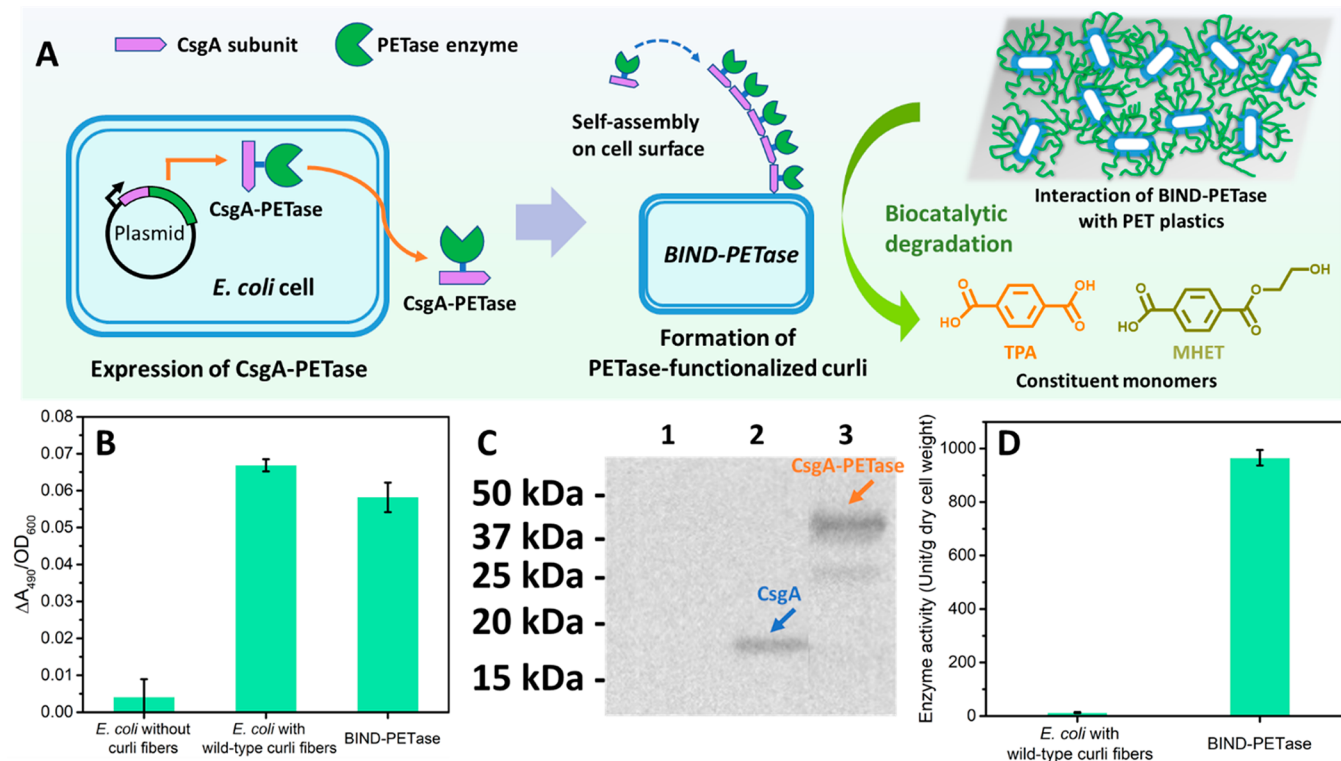 A
CsgA subunit
PETase enzyme
Plasmid
CsgA-PETase
E. coli cell
CsgA-PETase
Expression of CsgA-PETase
Self-assembly
on cell surface
BIND-PETase
Formation of
PETase-functionalized curli
Biocatalytic
degradation
Interaction of BIND-PETase
with PET plastics
O
OH
HO
O
TPA
O
OH
O
HO
O
MHET
Constituent monomers
B
ΔA490/OD600
0.08
0.07
0.06
0.05
0.04
0.03
0.02
0.01
0.00
E. coli without
curli fibers
E. coli with
wild-type curli fibers
BIND-PETase
C
1 2 3
50 kDa -
37 kDa -
25 kDa -
20 kDa -
15 kDa -
CsgA-PETase
CsgA
D
Enzyme activity (Unit/g dry cell weight)
1000
800
600
400
200
0
E. coli with
wild-type curli fibers
BIND-PETase